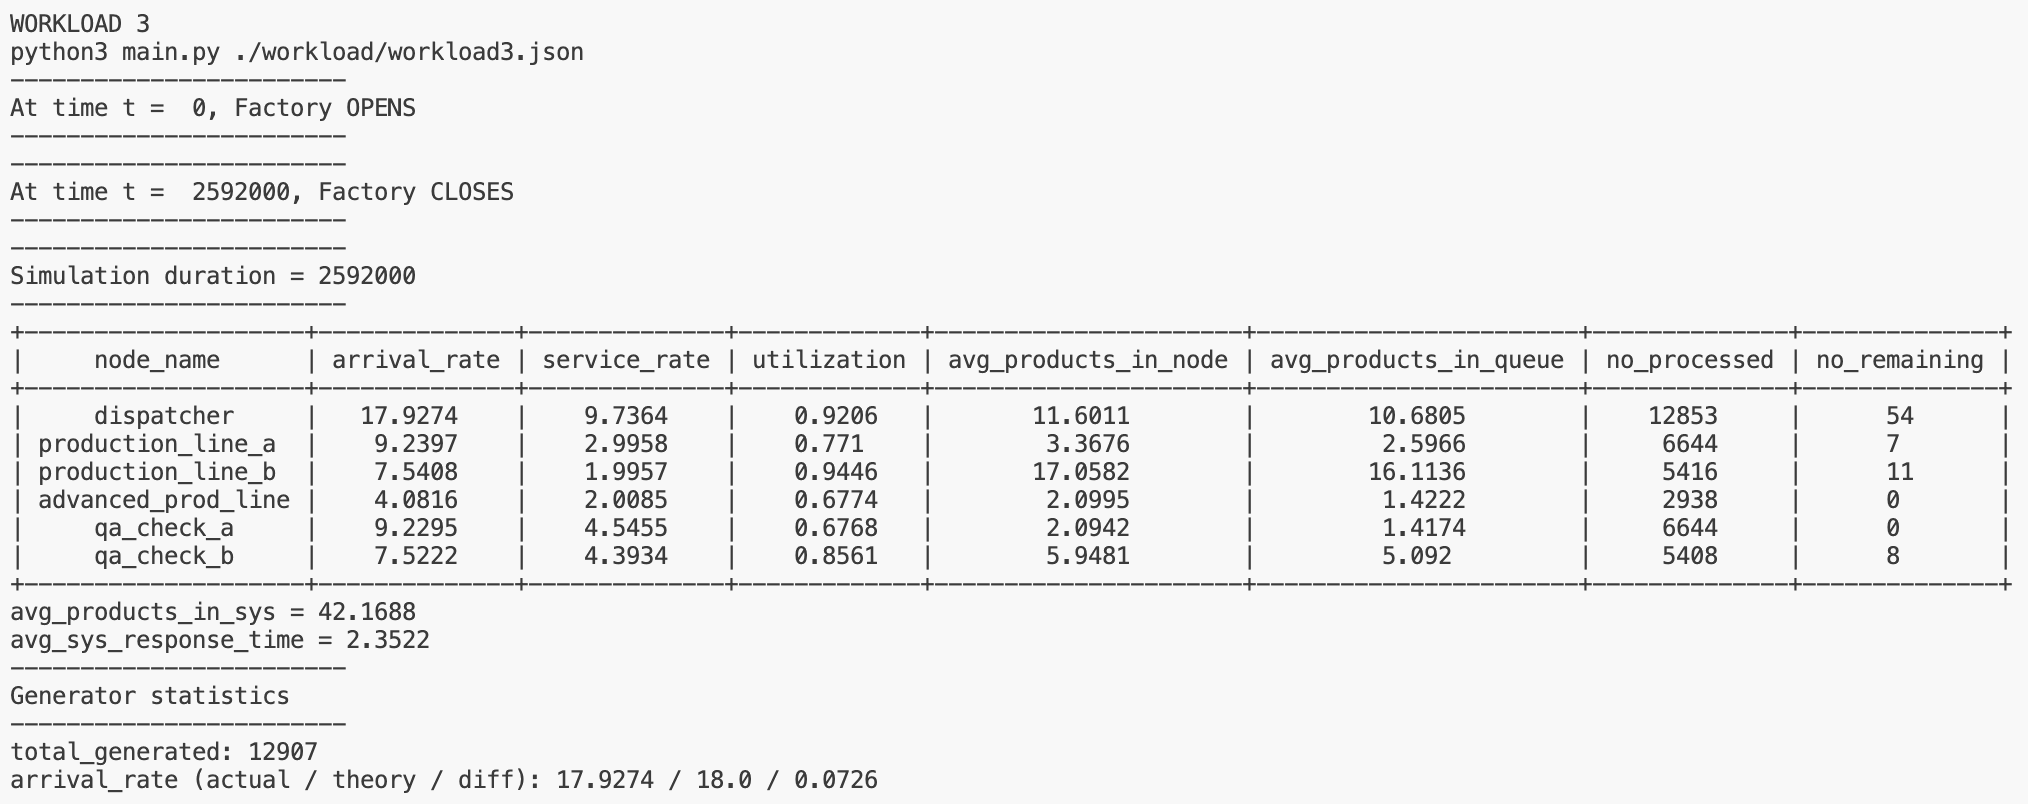 WORKLOAD 3
python3 main.py ./workload/workload3.json
------------------------
At time t =  0, Factory OPENS
------------------------
------------------------
At time t =  2592000, Factory CLOSES
------------------------
------------------------
Simulation duration = 2592000
------------------------
+--------------------+--------------+--------------+-------------+----------------------+-----------------------+--------------+--------------+
|     node_name      | arrival_rate | service_rate | utilization | avg_products_in_node | avg_products_in_queue | no_processed | no_remaining |
+--------------------+--------------+--------------+-------------+----------------------+-----------------------+--------------+--------------+
|     dispatcher     |   17.9274    |    9.7364    |    0.9206   |       11.6011        |        10.6805        |    12853     |      54      |
| production_line_a  |    9.2397    |    2.9958    |    0.771    |        3.3676        |         2.5966        |     6644     |      7       |
| production_line_b  |    7.5408    |    1.9957    |    0.9446   |       17.0582        |        16.1136        |     5416     |      11      |
| advanced_prod_line |    4.0816    |    2.0085    |    0.6774   |        2.0995        |         1.4222        |     2938     |      0       |
|     qa_check_a     |    9.2295    |    4.5455    |    0.6768   |        2.0942        |         1.4174        |     6644     |      0       |
|     qa_check_b     |    7.5222    |    4.3934    |    0.8561   |        5.9481        |         5.092         |     5408     |      8       |
+--------------------+--------------+--------------+-------------+----------------------+-----------------------+--------------+--------------+
avg_products_in_sys = 42.1688
avg_sys_response_time = 2.3522
------------------------
Generator statistics
------------------------
total_generated: 12907
arrival_rate (actual / theory / diff): 17.9274 / 18.0 / 0.0726